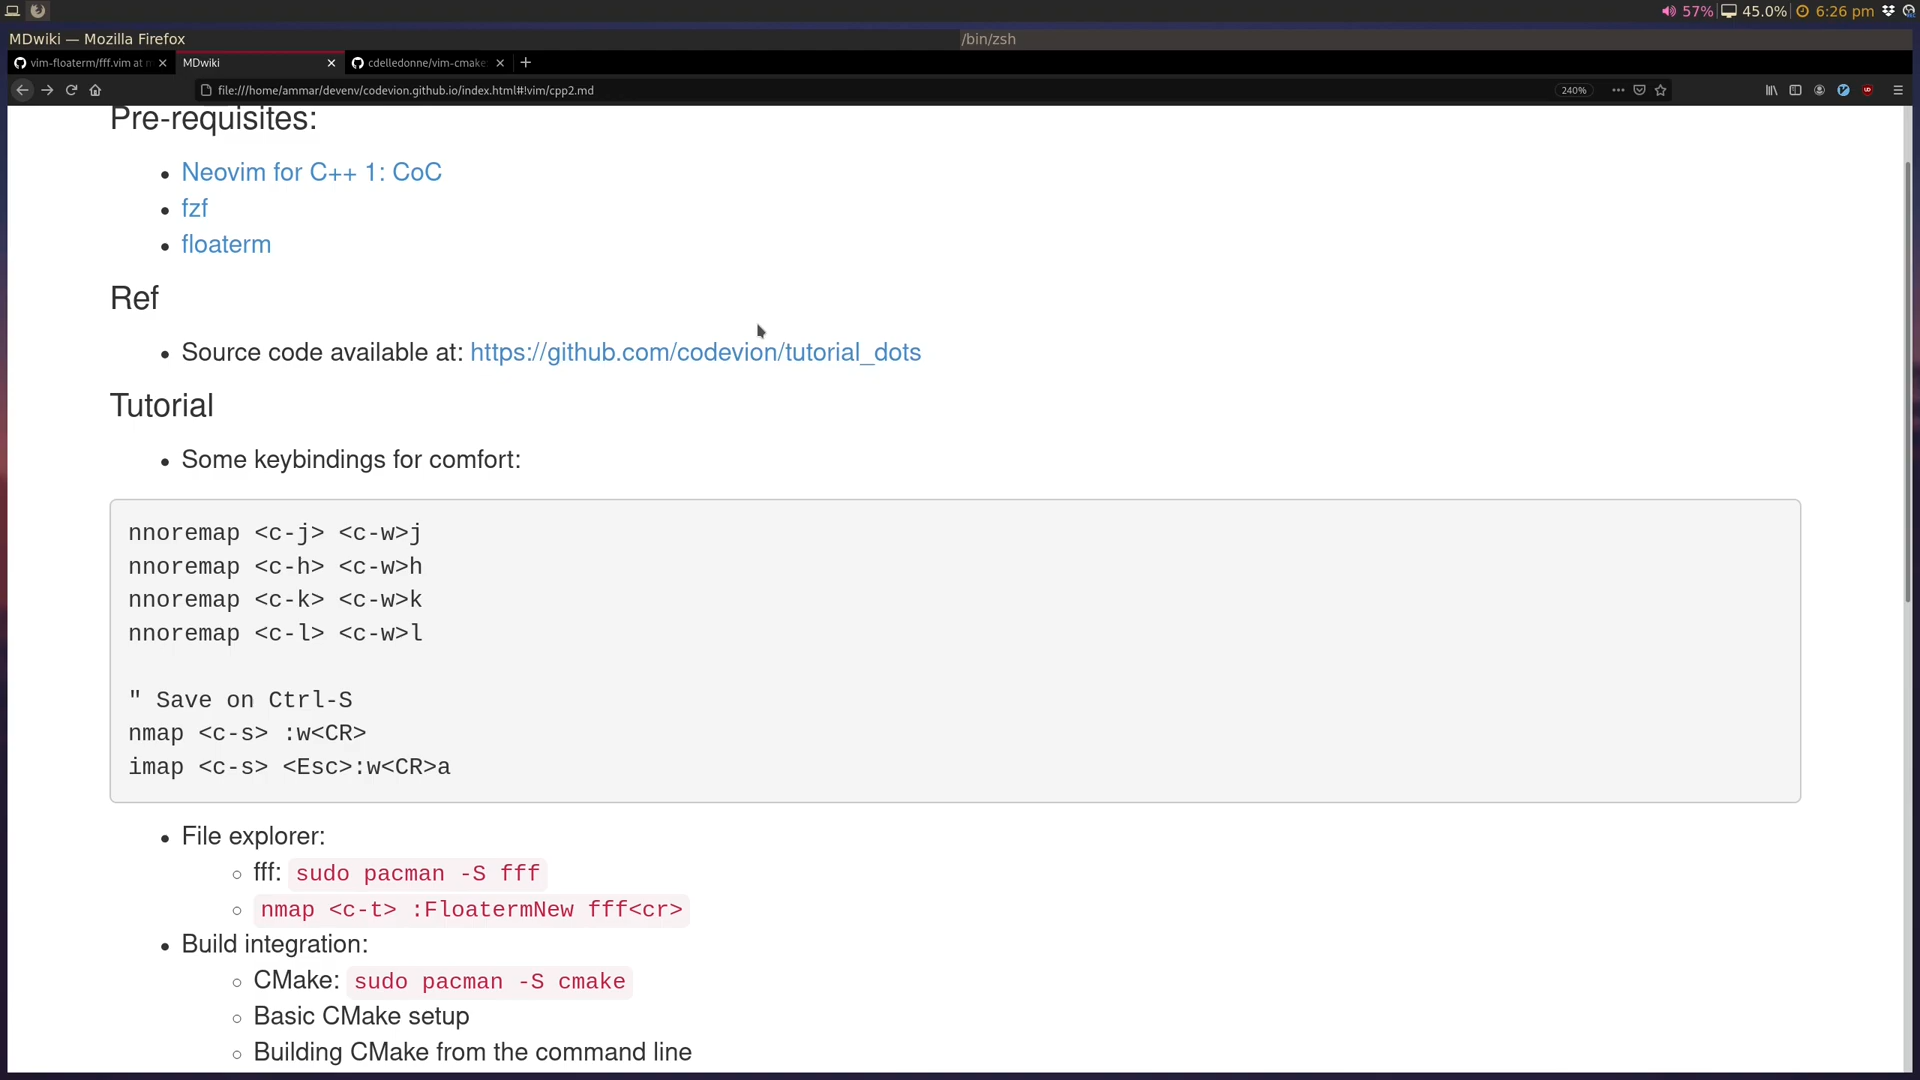 57% 45.0% 6:26 pm
MDwiki — Mozilla Firefox /bin/zsh
vim-floaterm/fff.vim at m MDwiki cdelledonne/vim-cmake
file:///home/ammar/devenv/codevion.github.io/index.html#!vim/cpp2.md 240%
Pre-requisites:
Neovim for C++ 1: CoC
fzf
floaterm
Ref
Source code available at: https://github.com/codevion/tutorial_dots
Tutorial
Some keybindings for comfort:
nnoremap <c-j> <c-w>j
nnoremap <c-h> <c-w>h
nnoremap <c-k> <c-w>k
nnoremap <c-l> <c-w>l
" Save on Ctrl-S
nmap <c-s> :w<CR>
imap <c-s> <Esc>:w<CR>a
File explorer:
fff: sudo pacman -S fff
nmap <c-t> :FloatermNew fff<cr>
Build integration:
CMake: sudo pacman -S cmake
Basic CMake setup
Building CMake from the command line